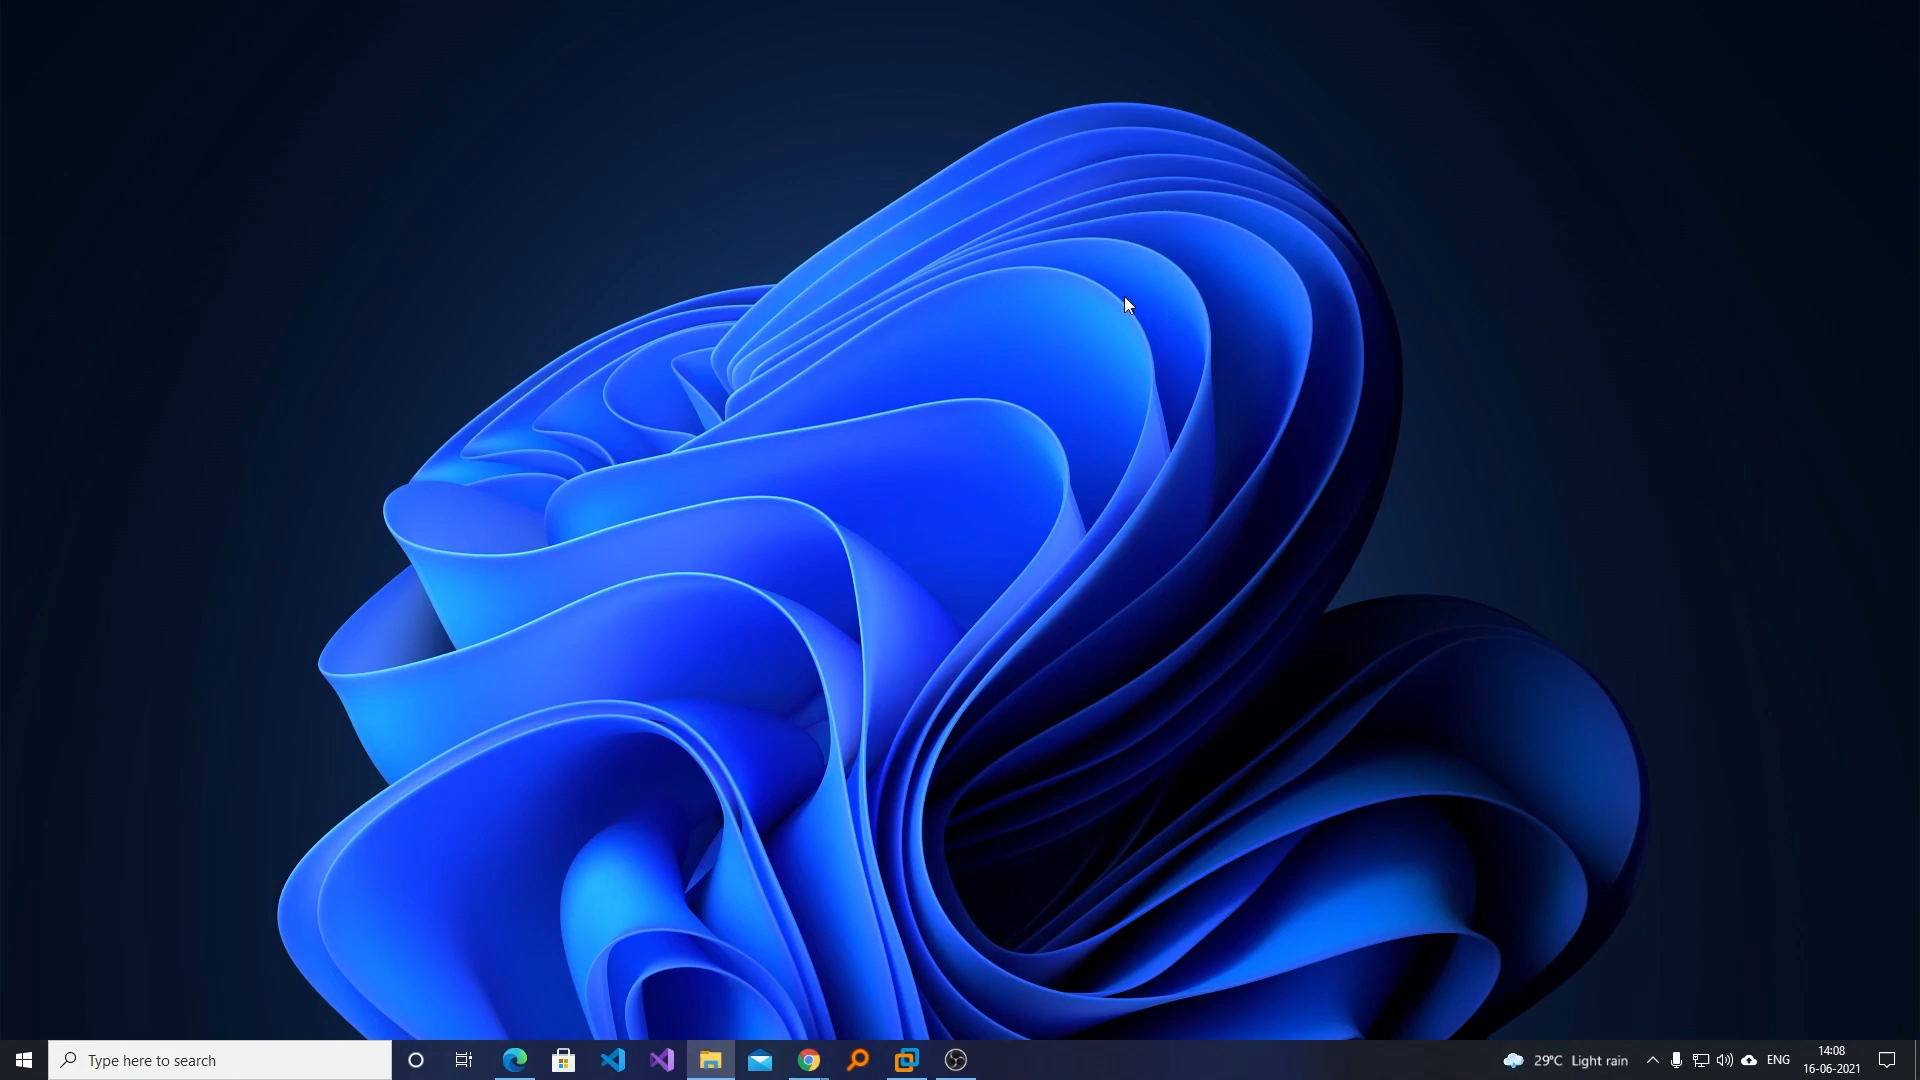 Type here to search
29°C Light rain
ENG
14:08
16-06-2021